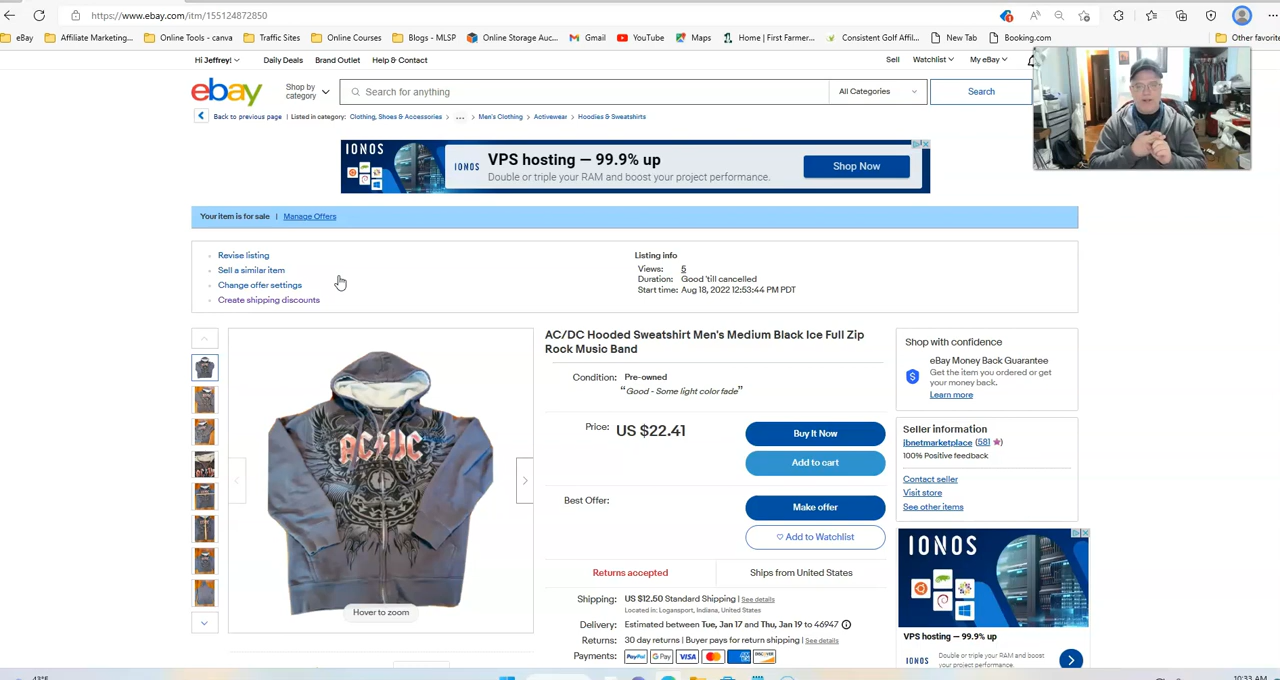 https://www.ebay.com/itm/155124872850
eBay
Affiliate Marketing...
Online Tools - canva
Traffic Sites
Online Courses
Blogs - MLSP
Online Storage Auc...
Gmail
YouTube
Maps
Home | First Farmer...
Consistent Golf Affil...
New Tab
Booking.com
Other favorite
Hi Jeffrey!
Daily Deals
Brand Outlet
Help & Contact
Sell
Watchlist
My eBay
ebay
Shop by category
Search for anything
All Categories
Search
Back to previous page | Listed in category: Clothing, Shoes & Accessories > ... > Men's Clothing > Activewear > Hoodies & Sweatshirts
IONOS
IONOS
VPS hosting — 99.9% up
Double or triple your RAM and boost your project performance.
Shop Now
Your item is for sale | Manage Offers
Revise listing
Sell a similar item
Change offer settings
Create shipping discounts
Listing info
Views: 5
Duration: Good 'till cancelled
Start time: Aug 18, 2022 12:53:44 PM PDT
AC/DC
Hover to zoom
AC/DC Hooded Sweatshirt Men's Medium Black Ice Full Zip
Rock Music Band
Condition: Pre-owned
“Good - Some light color fade”
Price: US $22.41
Buy It Now
Add to cart
Best Offer:
Make offer
Add to Watchlist
Returns accepted
Ships from United States
Shipping: US $12.50 Standard Shipping | See details
Located in: Logansport, Indiana, United States
Delivery: Estimated between Tue, Jan 17 and Thu, Jan 19 to 46947
Returns: 30 day returns | Buyer pays for return shipping | See details
Payments: PayPal G Pay VISA DISCOVER
Shop with confidence
eBay Money Back Guarantee
Get the item you ordered or get
your money back.
Learn more
Seller information
jbnetmarketplace (581)
100% Positive feedback
Contact seller
Visit store
See other items
IONOS
VPS hosting — 99.9% up
IONOS
Double or triple your RAM and boost
your project performance.
43°F
10:33 AM